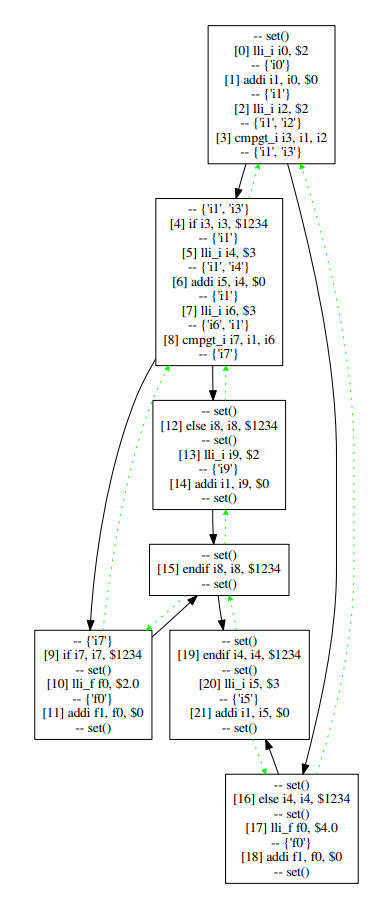 -- set()
[0] lli_i i0, $2
-- {'i0'}
[1] addi i1, i0, $0
-- {'i1'}
[2] lli_i i2, $2
-- {'i1', 'i2'}
[3] cmpgt_i i3, i1, i2
-- {'i1', 'i3'}
-- {'i1', 'i3'}
[4] if i3, i3, $1234
-- {'i1'}
[5] lli_i i4, $3
-- {'i1', 'i4'}
[6] addi i5, i4, $0
-- {'i1'}
[7] lli_i i6, $3
-- {'i6', 'i1'}
[8] cmpgt_i i7, i1, i6
-- {'i7'}
-- set()
[12] else i8, i8, $1234
-- set()
[13] lli_i i9, $2
-- {'i9'}
[14] addi i1, i9, $0
-- set()
-- set()
[15] endif i8, i8, $1234
-- set()
-- {'i7'}
[9] if i7, i7, $1234
-- set()
[10] lli_f f0, $2.0
-- {'f0'}
[11] addi f1, f0, $0
-- set()
-- set()
[19] endif i4, i4, $1234
-- set()
[20] lli_i i5, $3
-- {'i5'}
[21] addi i1, i5, $0
-- set()
-- set()
[16] else i4, i4, $1234
-- set()
[17] lli_f f0, $4.0
-- {'f0'}
[18] addi f1, f0, $0
-- set()